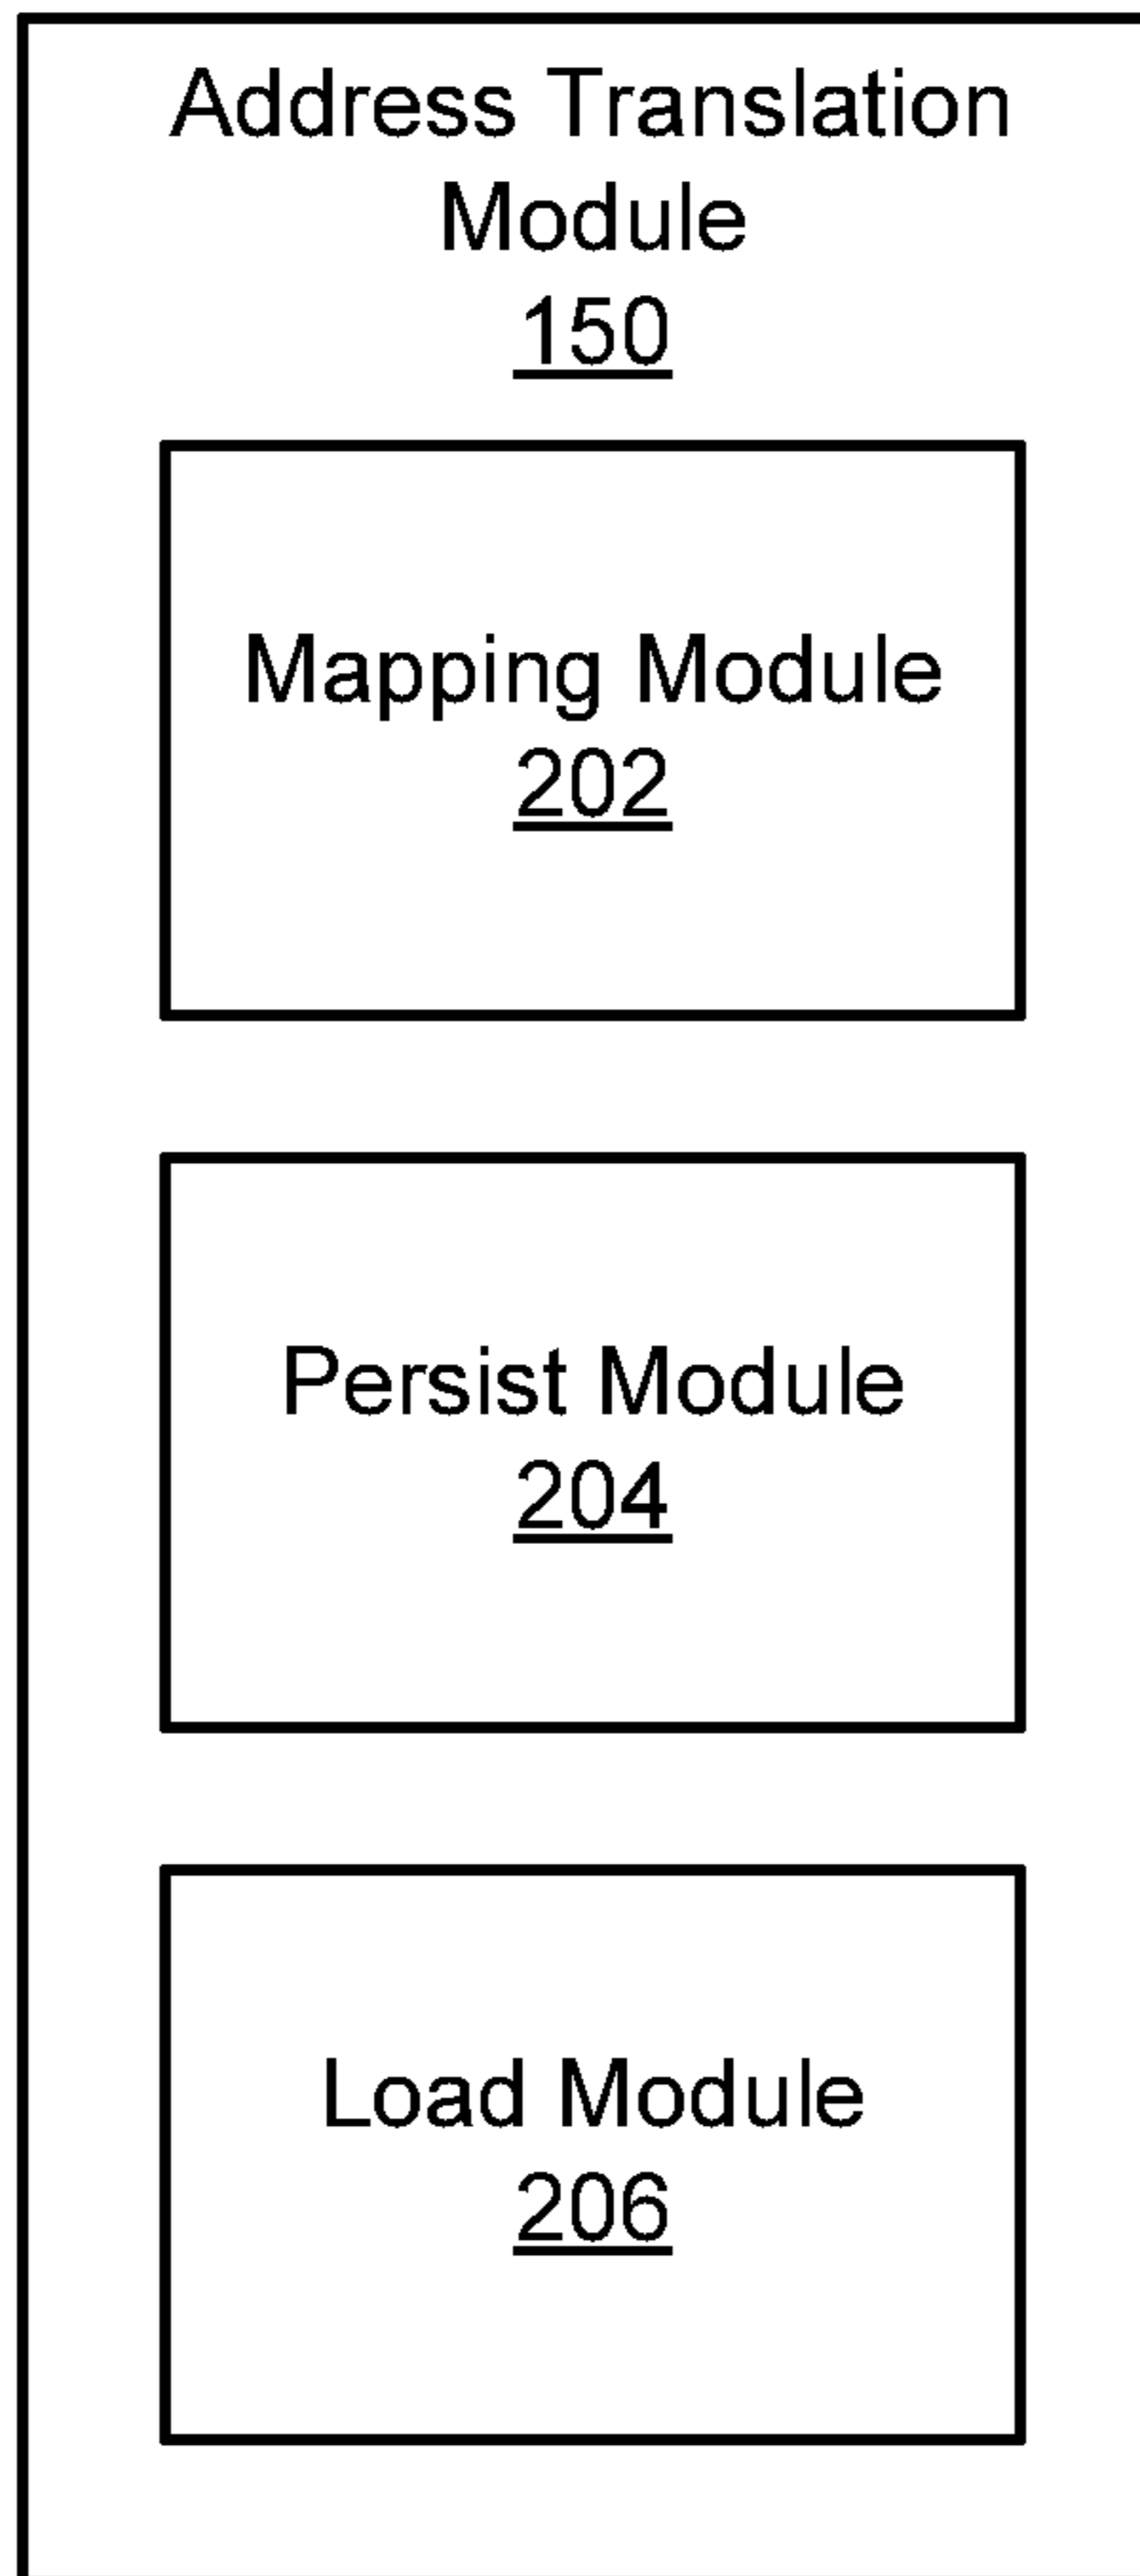 Address Translation
Module
150
Mapping Module
202
Persist Module
204
Load Module
206